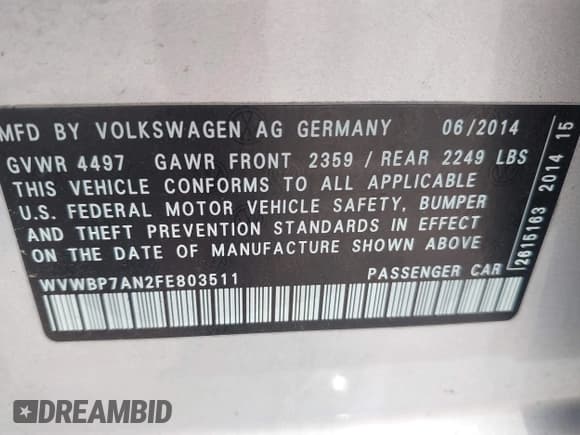 MFD BY VOLKSWAGEN AG GERMANY 06/2014
GVWR 4497 GAWR FRONT 2359 / REAR 2249 LBS
THIS VEHICLE CONFORMS TO ALL APPLICABLE
U.S. FEDERAL MOTOR VEHICLE SAFETY, BUMPER
AND THEFT PREVENTION STANDARDS IN EFFECT
ON THE DATE OF MANUFACTURE SHOWN ABOVE
WVWBP7AN2FE803511 PASSENGER CAR
2616163 2014 15
DREAMBID